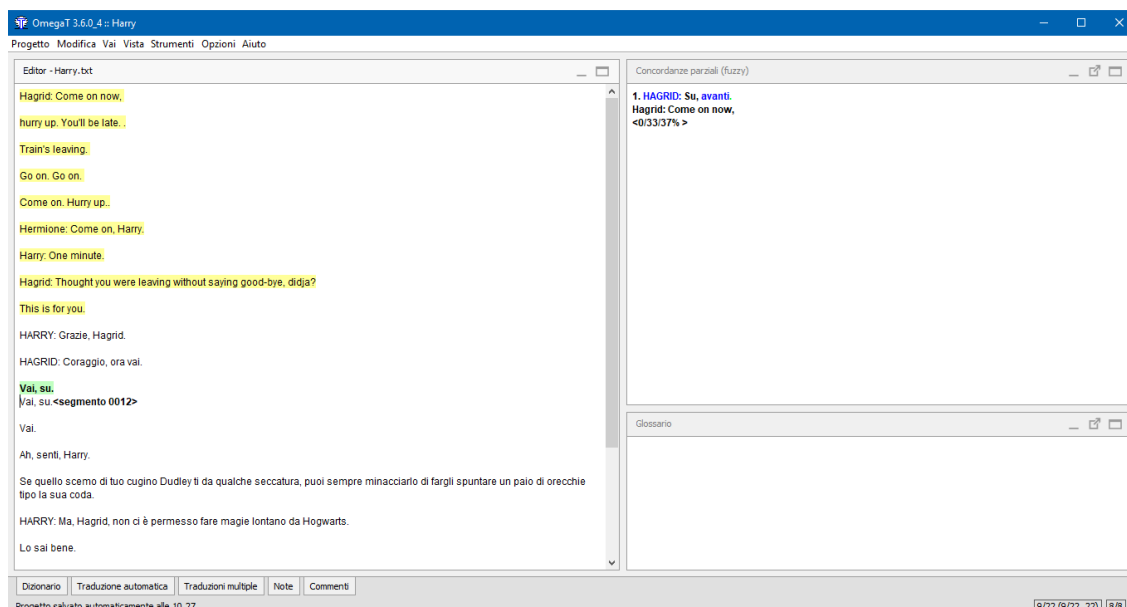 OmegaT 3.6.0_4 :: Harry
Progetto Modifica Vai Vista Strumenti Opzioni Aiuto
Editor - Harry.txt
Hagrid: Come on now,
hurry up. You'll be late. .
Train's leaving.
Go on. Go on.
Come on. Hurry up..
Hermione: Come on, Harry.
Harry: One minute.
Hagrid: Thought you were leaving without saying good-bye, didja?
This is for you.
HARRY: Grazie, Hagrid.
HAGRID: Coraggio, ora vai.
Vai, su.
Vai, su.<segmento 0012>
Vai.
Ah, senti, Harry.
Se quello scemo di tuo cugino Dudley ti da qualche seccatura, puoi sempre minacciarlo di fargli spuntare un paio di orecchie
tipo la sua coda.
HARRY: Ma, Hagrid, non ci è permesso fare magie lontano da Hogwarts.
Lo sai bene.
Concordanze parziali (fuzzy)
1. HAGRID: Su, avanti.
Hagrid: Come on now,
<0/33/37% >
Glossario
Dizionario Traduzione automatica Traduzioni multiple Note Commenti
Progetto salvato automaticamente alle 10.27
9/22 (9/22, 22) 8/8